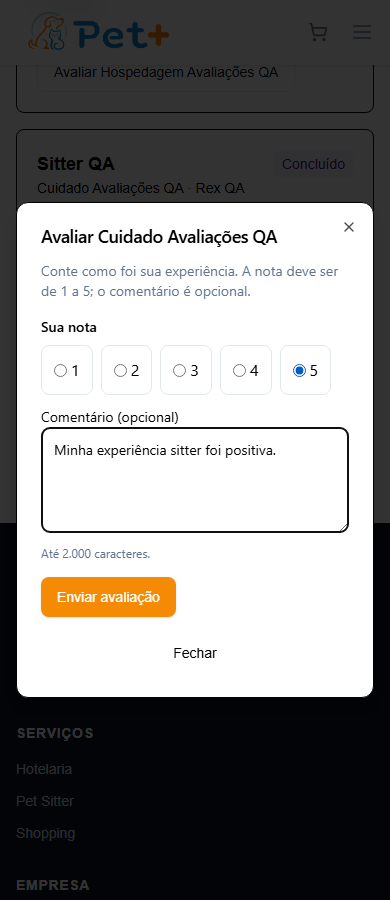 Pet+
Avaliar Hospedagem Avaliações QA
Sitter QA
Concluído
Cuidado Avaliações QA · Rex QA
Avaliar Cuidado Avaliações QA
Conte como foi sua experiência. A nota deve ser
de 1 a 5; o comentário é opcional.
Sua nota
1 2 3 4 5
Comentário (opcional)
Minha experiência sitter foi positiva.
Até 2.000 caracteres.
Enviar avaliação
Fechar
SERVIÇOS
Hotelaria
Pet Sitter
Shopping
EMPRESA